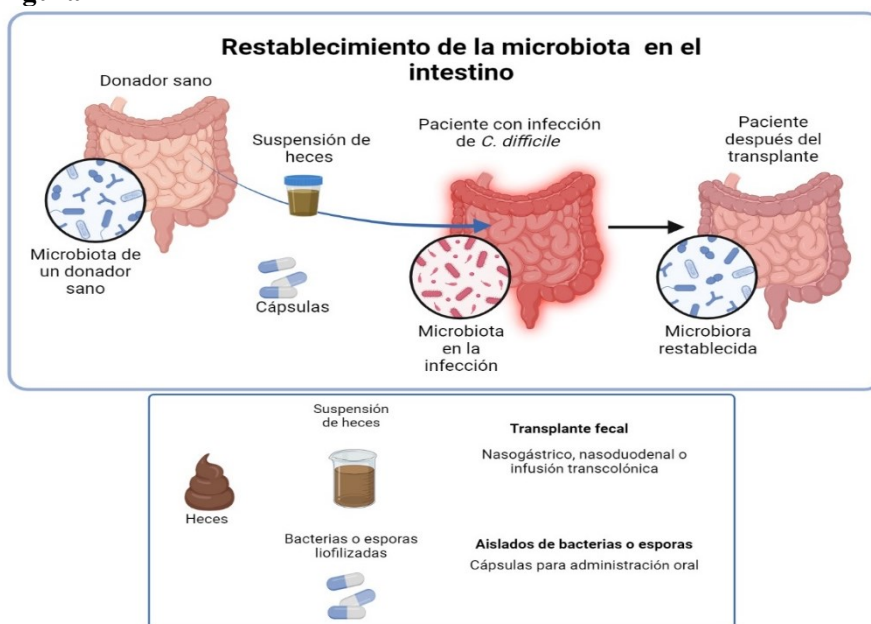 Restablecimiento de la microbiota en el
intestino
Donador sano
Suspensión de
heces
Paciente con infección
de C. difficile
Paciente
después del
transplante
Microbiota de
un donador
sano
Cápsulas
Microbiota
en la
infección
Microbiora
restablecida
Suspensión
de heces
Transplante fecal
Nasogástrico, nasoduodenal o
infusión transcolónica
Heces
Bacterias o esporas
liofilizadas
Aislados de bacterias o esporas
Cápsulas para administración oral